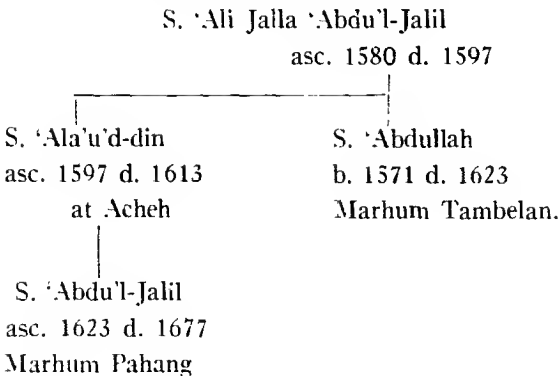 S. ‘Ali Jalla ‘Abdu'l-Jalil
asc. 1580 d. 1597
S. ‘Ala'u'd-din
asc. 1597 d. 1613
at Acheh
S. ‘Abdullah
b. 1571 d. 1623
Marhum Tambelan.
S. ‘Abdu'l-Jalil
asc. 1623 d. 1677
Marhum Pahang